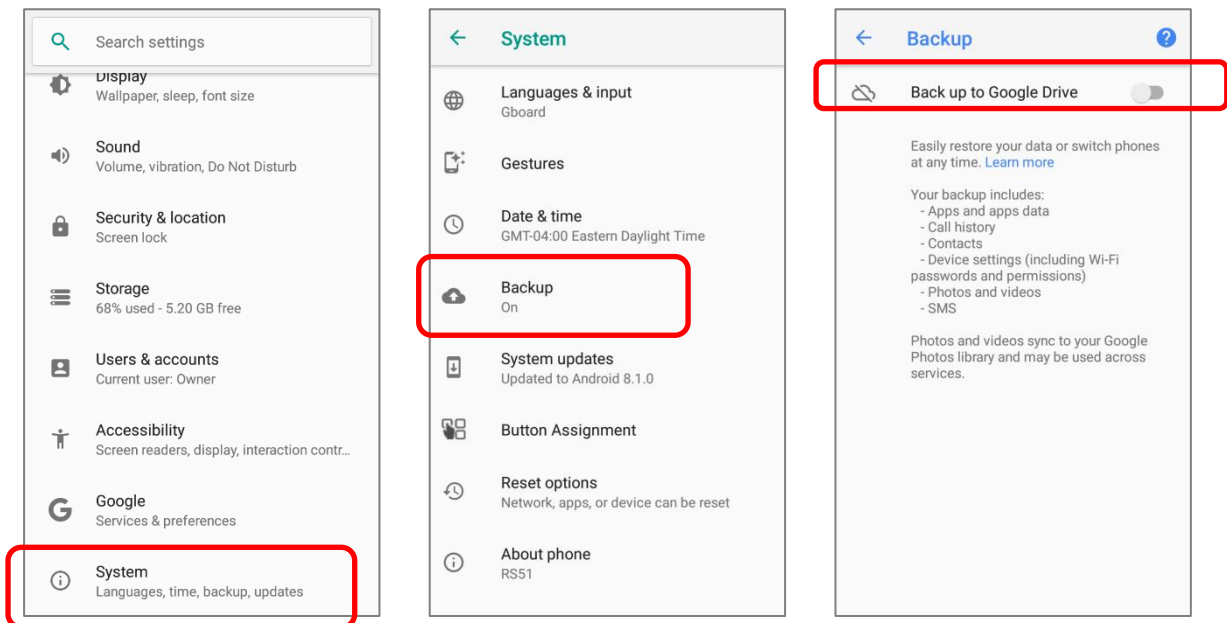 Search settings
Display
Wallpaper, sleep, font size
Sound
Volume, vibration, Do Not Disturb
Security & location
Screen lock
Storage
68% used - 5.20 GB free
Users & accounts
Current user: Owner
Accessibility
Screen readers, display, interaction contr...
Google
Services & preferences
System
Languages, time, backup, updates
System
Languages & input
Gboard
Gestures
Date & time
GMT-04:00 Eastern Daylight Time
Backup
On
System updates
Updated to Android 8.1.0
Button Assignment
Reset options
Network, apps, or device can be reset
About phone
RS51
Backup
Back up to Google Drive
Easily restore your data or switch phones
at any time. Learn more
Your backup includes:
- Apps and apps data
- Call history
- Contacts
- Device settings (including Wi-Fi
passwords and permissions)
- Photos and videos
- SMS
Photos and videos sync to your Google
Photos library and may be used across
services.